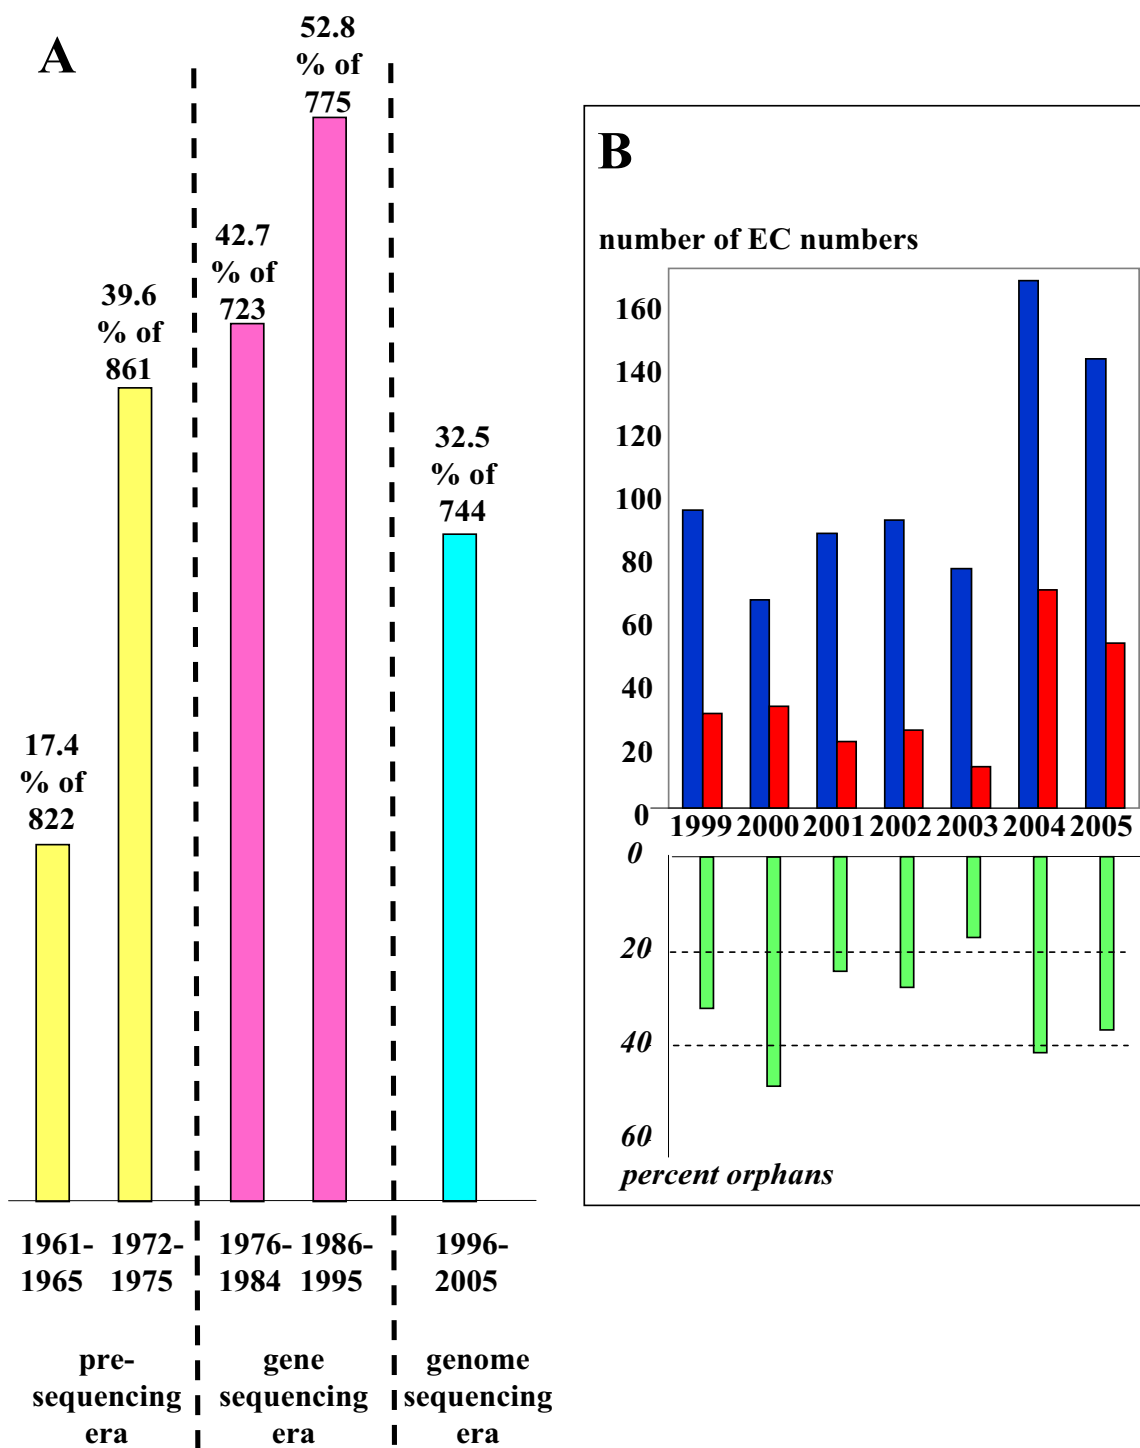 A
17.4
% of
822
39.6
% of
861
42.7
% of
723
52.8
% of
775
32.5
% of
744
1961-
1965
1972-
1975
1976-
1984
1986-
1995
1996-
2005
pre-
sequencing
era
gene
sequencing
era
genome
sequencing
era
B
number of EC numbers
160
140
120
100
80
60
40
20
0
1999 2000 2001 2002 2003 2004 2005
0
20
40
60
percent orphans